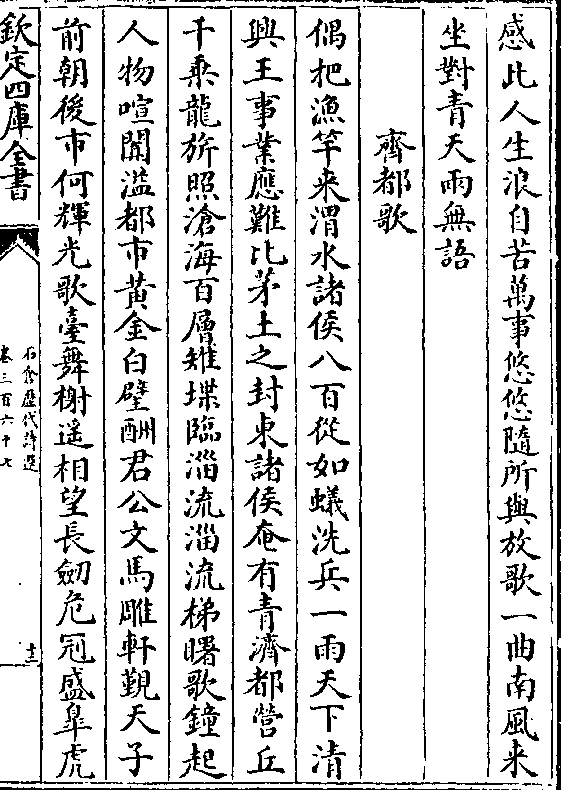 感此人生浪自苦萬事悠悠隨所與放歌一曲南風来
坐對青天兩無語
齊都歌
偶把漁竿来渭水諸侯八百從如蟻洗兵一雨天下清
興王事業應難比茅土之封東諸侯奄有青濟都營丘
千乗龍旂照滄海百層雉堞臨淄流淄流梯曙歌鐘起
人物喧闐溢都市黄金白璧酬君公文馬雕軒覲天子
前朝後市何輝光歌臺舞榭遥相望長劒危冠盛皐虎
欽定四庫全書
石倉歴代詩選
卷三百六十七
十三